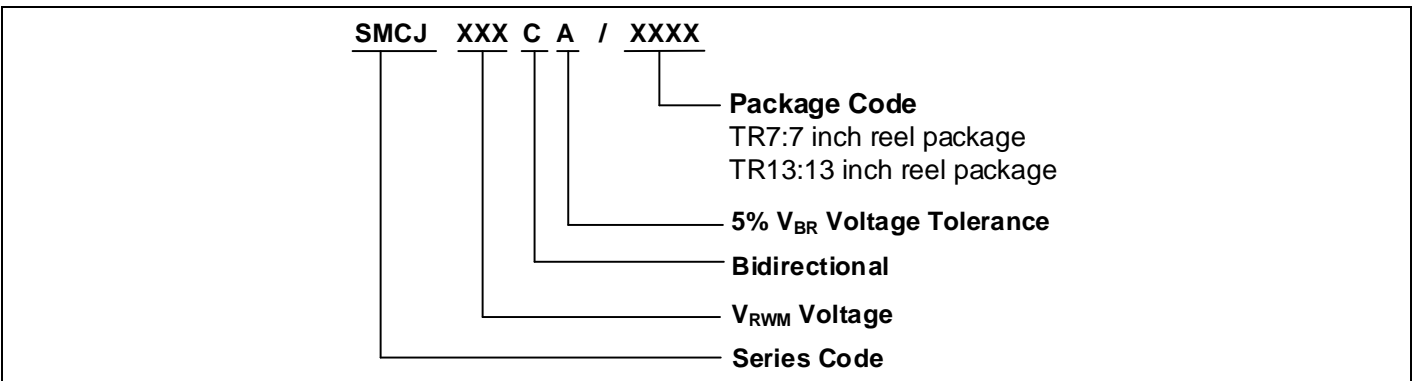 SMCJ XXX C A / XXXX
Package Code
TR7:7 inch reel package
TR13:13 inch reel package
5% VBR Voltage Tolerance
Bidirectional
VRWM Voltage
Series Code